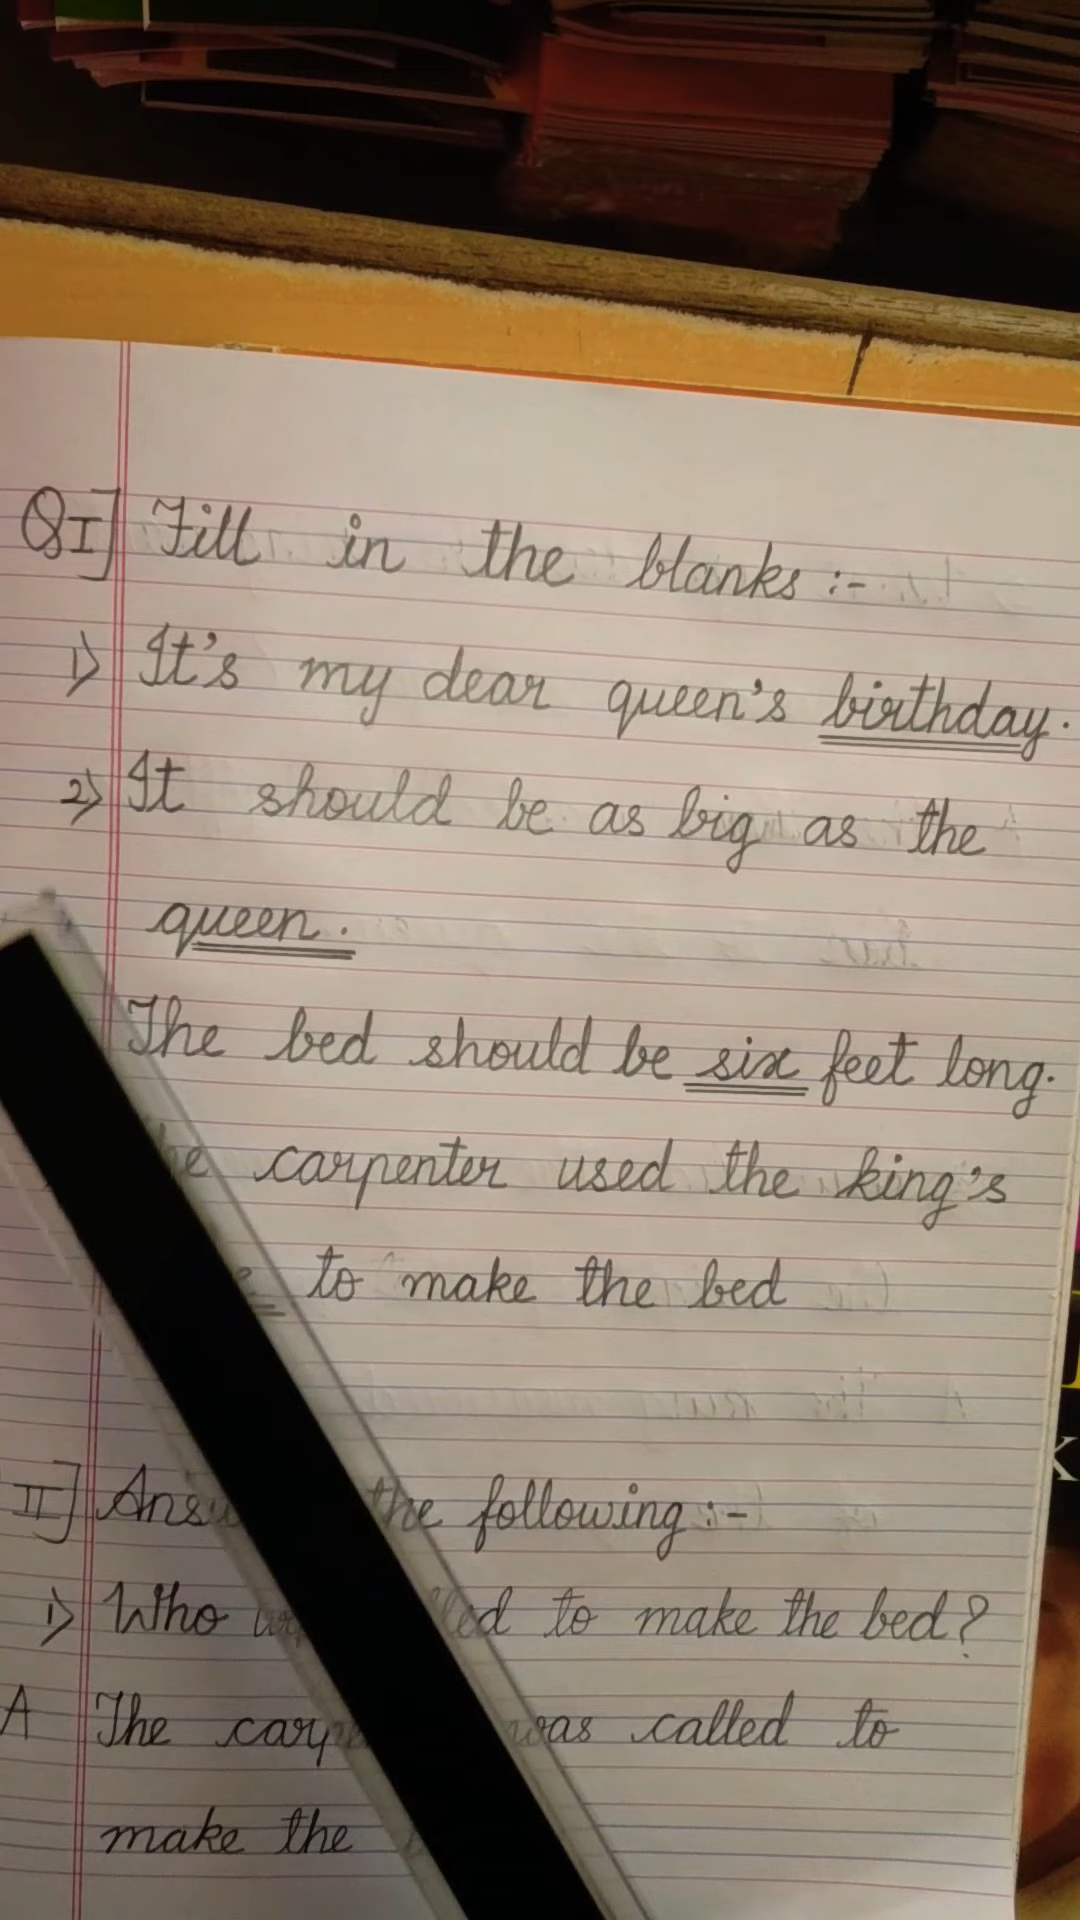 QI] Fill in the blanks :-
1) It's my dear queen's birthday.
2) It should be as big as the
queen.
The bed should be six feet long.
carpenter used the king's
to make the bed
II] the following :-
1) Who to make the bed?
A The was called to
make the
K